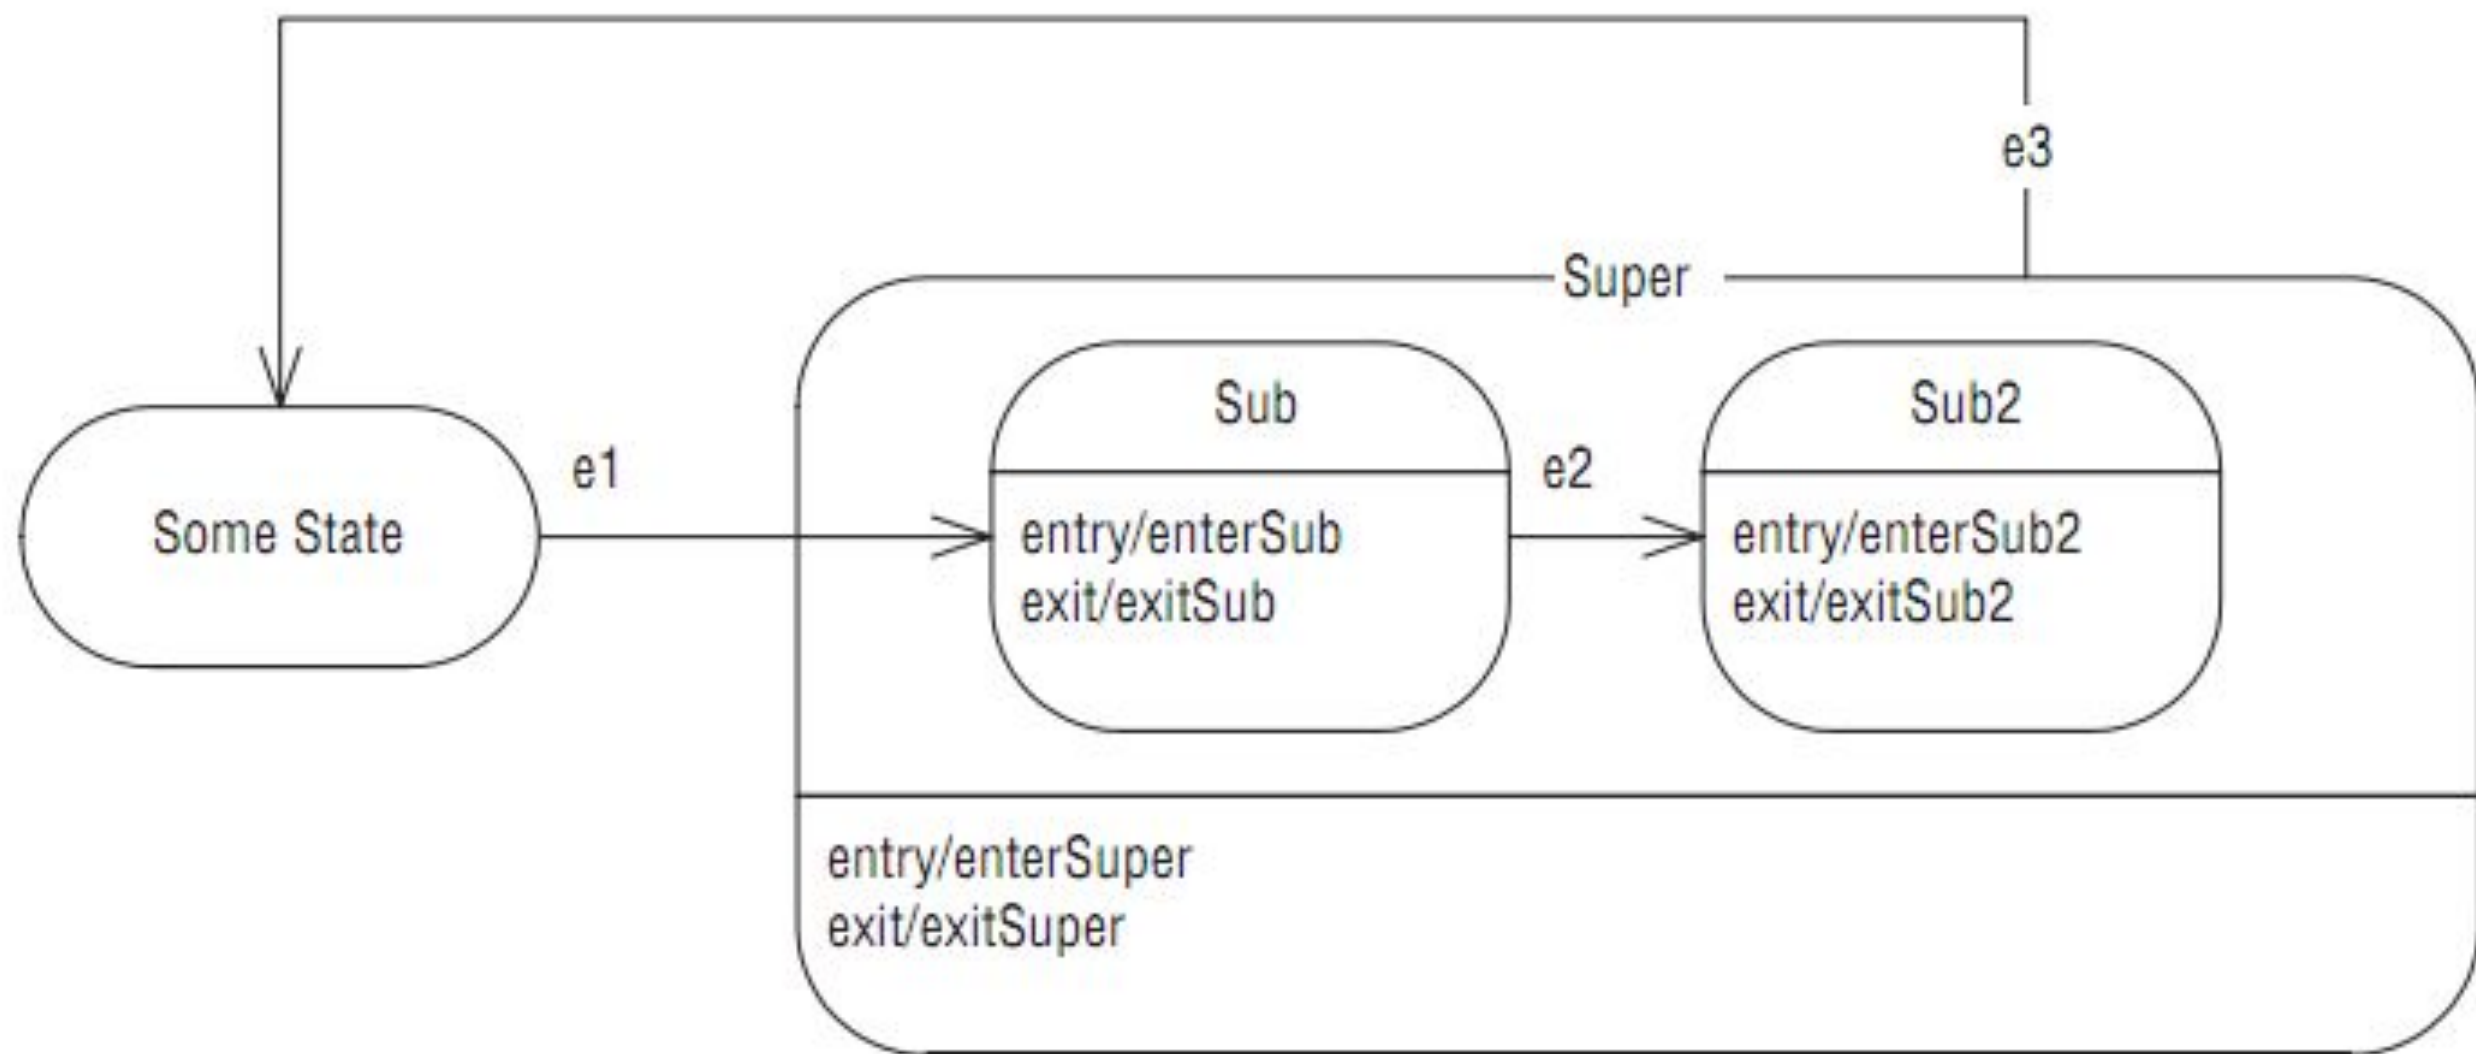 e3
Super
Sub
Sub2
e1
e2
Some State
entry/enterSub
exit/exitSub
entry/enterSub2
exit/exitSub2
entry/enterSuper
exit/exitSuper